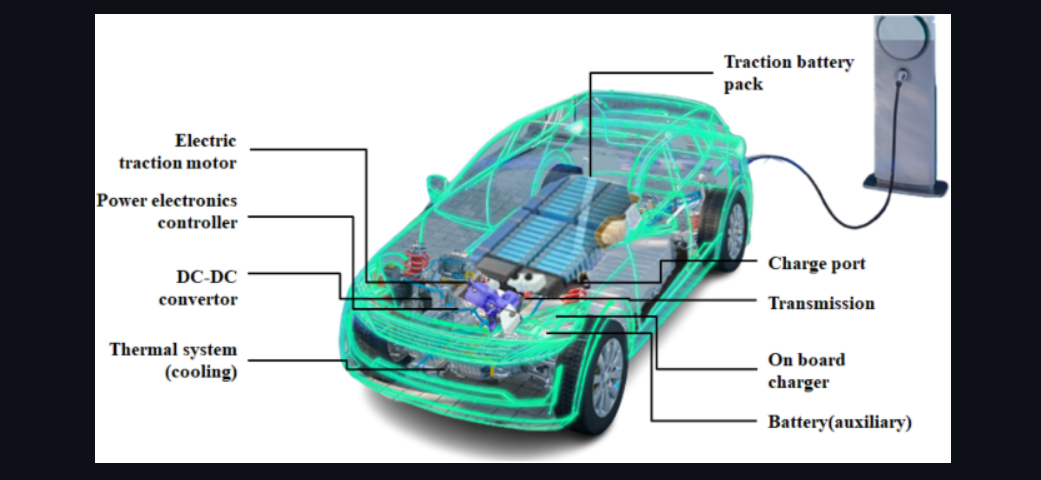 Traction battery
pack
Electric
traction motor
Power electronics
controller
DC-DC
convertor
Thermal system
(cooling)
Charge port
Transmission
On board
charger
Battery(auxiliary)